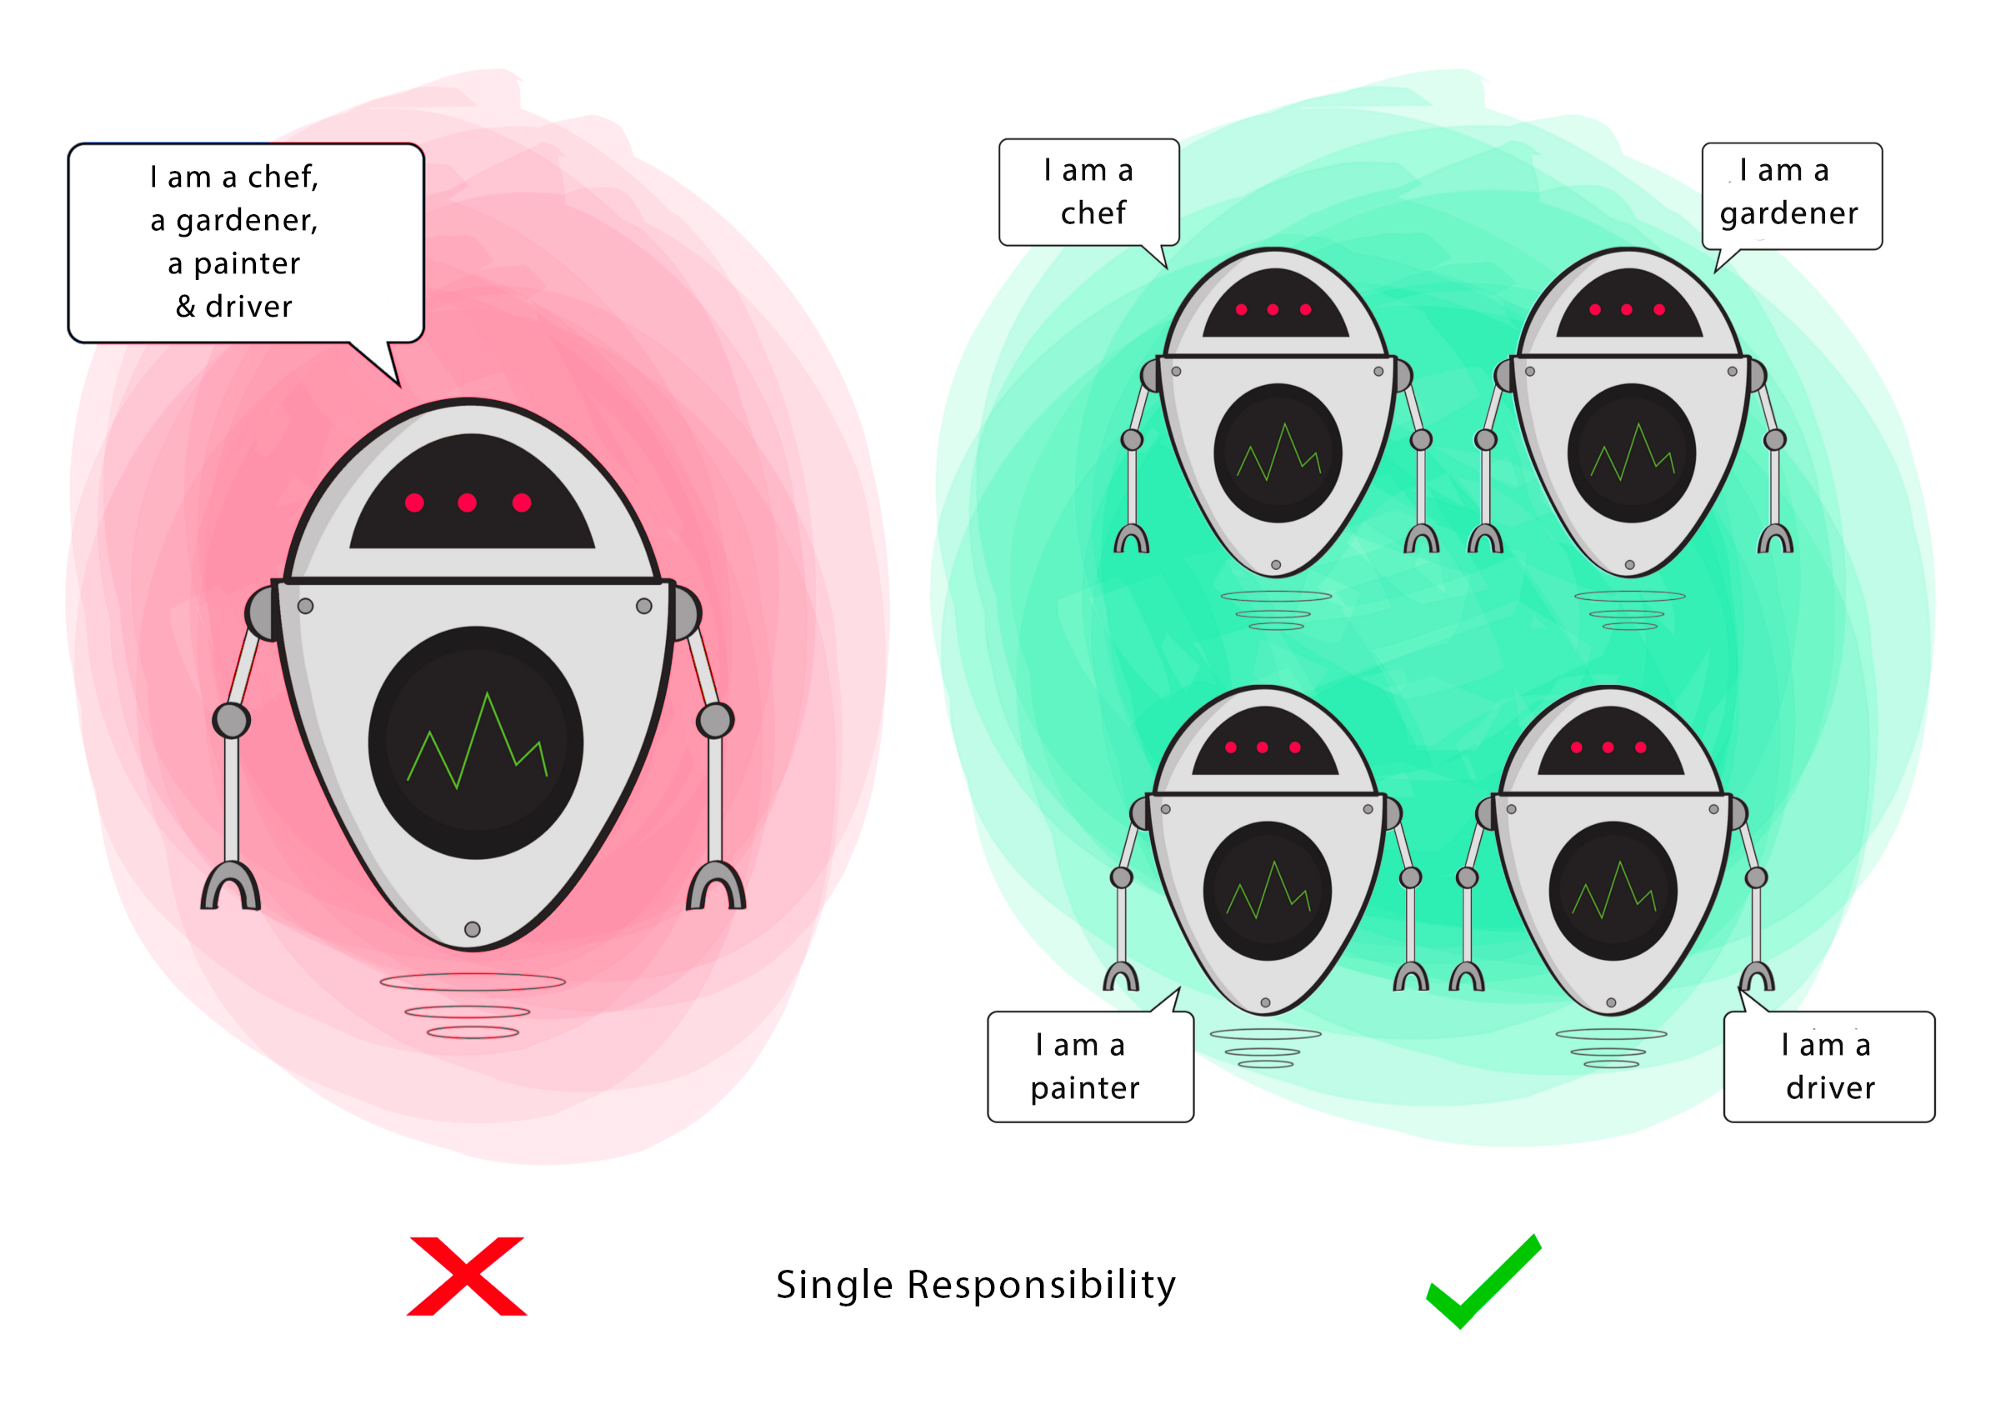 I am a chef,
a gardener,
a painter
& driver
I am a
chef
I am a
gardener
I am a
painter
I am a
driver
Single Responsibility